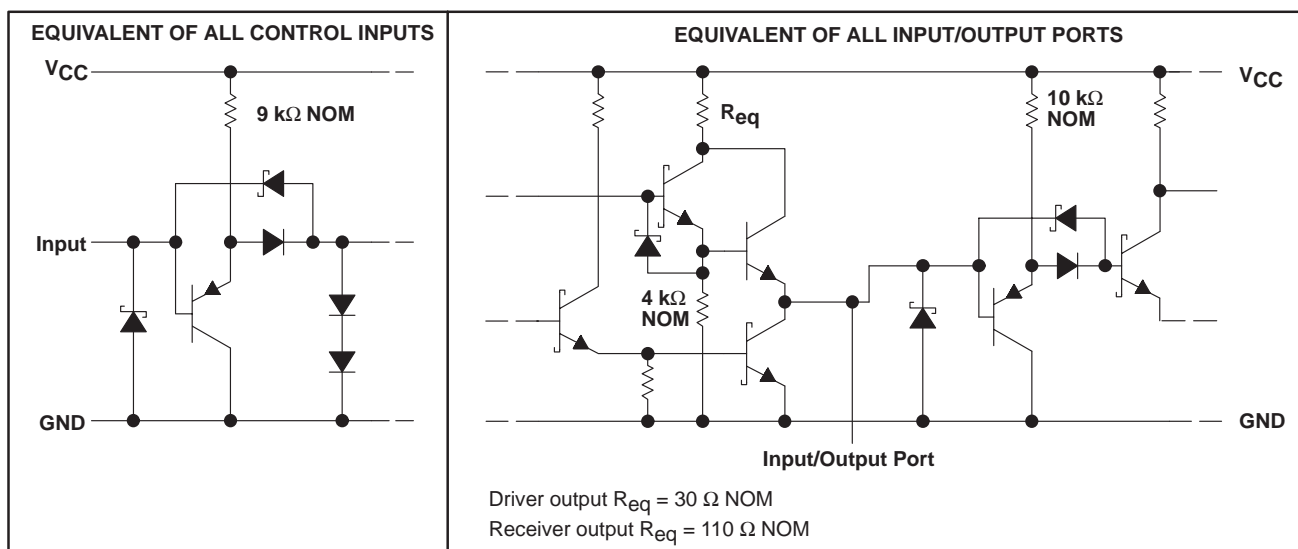 EQUIVALENT OF ALL CONTROL INPUTS
VCC
9 kΩ NOM
Input
GND
EQUIVALENT OF ALL INPUT/OUTPUT PORTS
VCC
Req
10 kΩ
NOM
4 kΩ
NOM
GND
Input/Output Port
Driver output Req = 30 Ω NOM
Receiver output Req = 110 Ω NOM